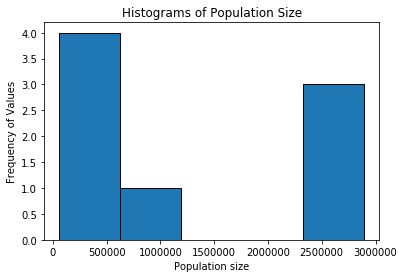 Histograms of Population Size
Frequency of Values
4.0
3.5
3.0
2.5
2.0
1.5
1.0
0.5
0.0
0 500000 1000000 1500000 2000000 2500000 3000000
Population size